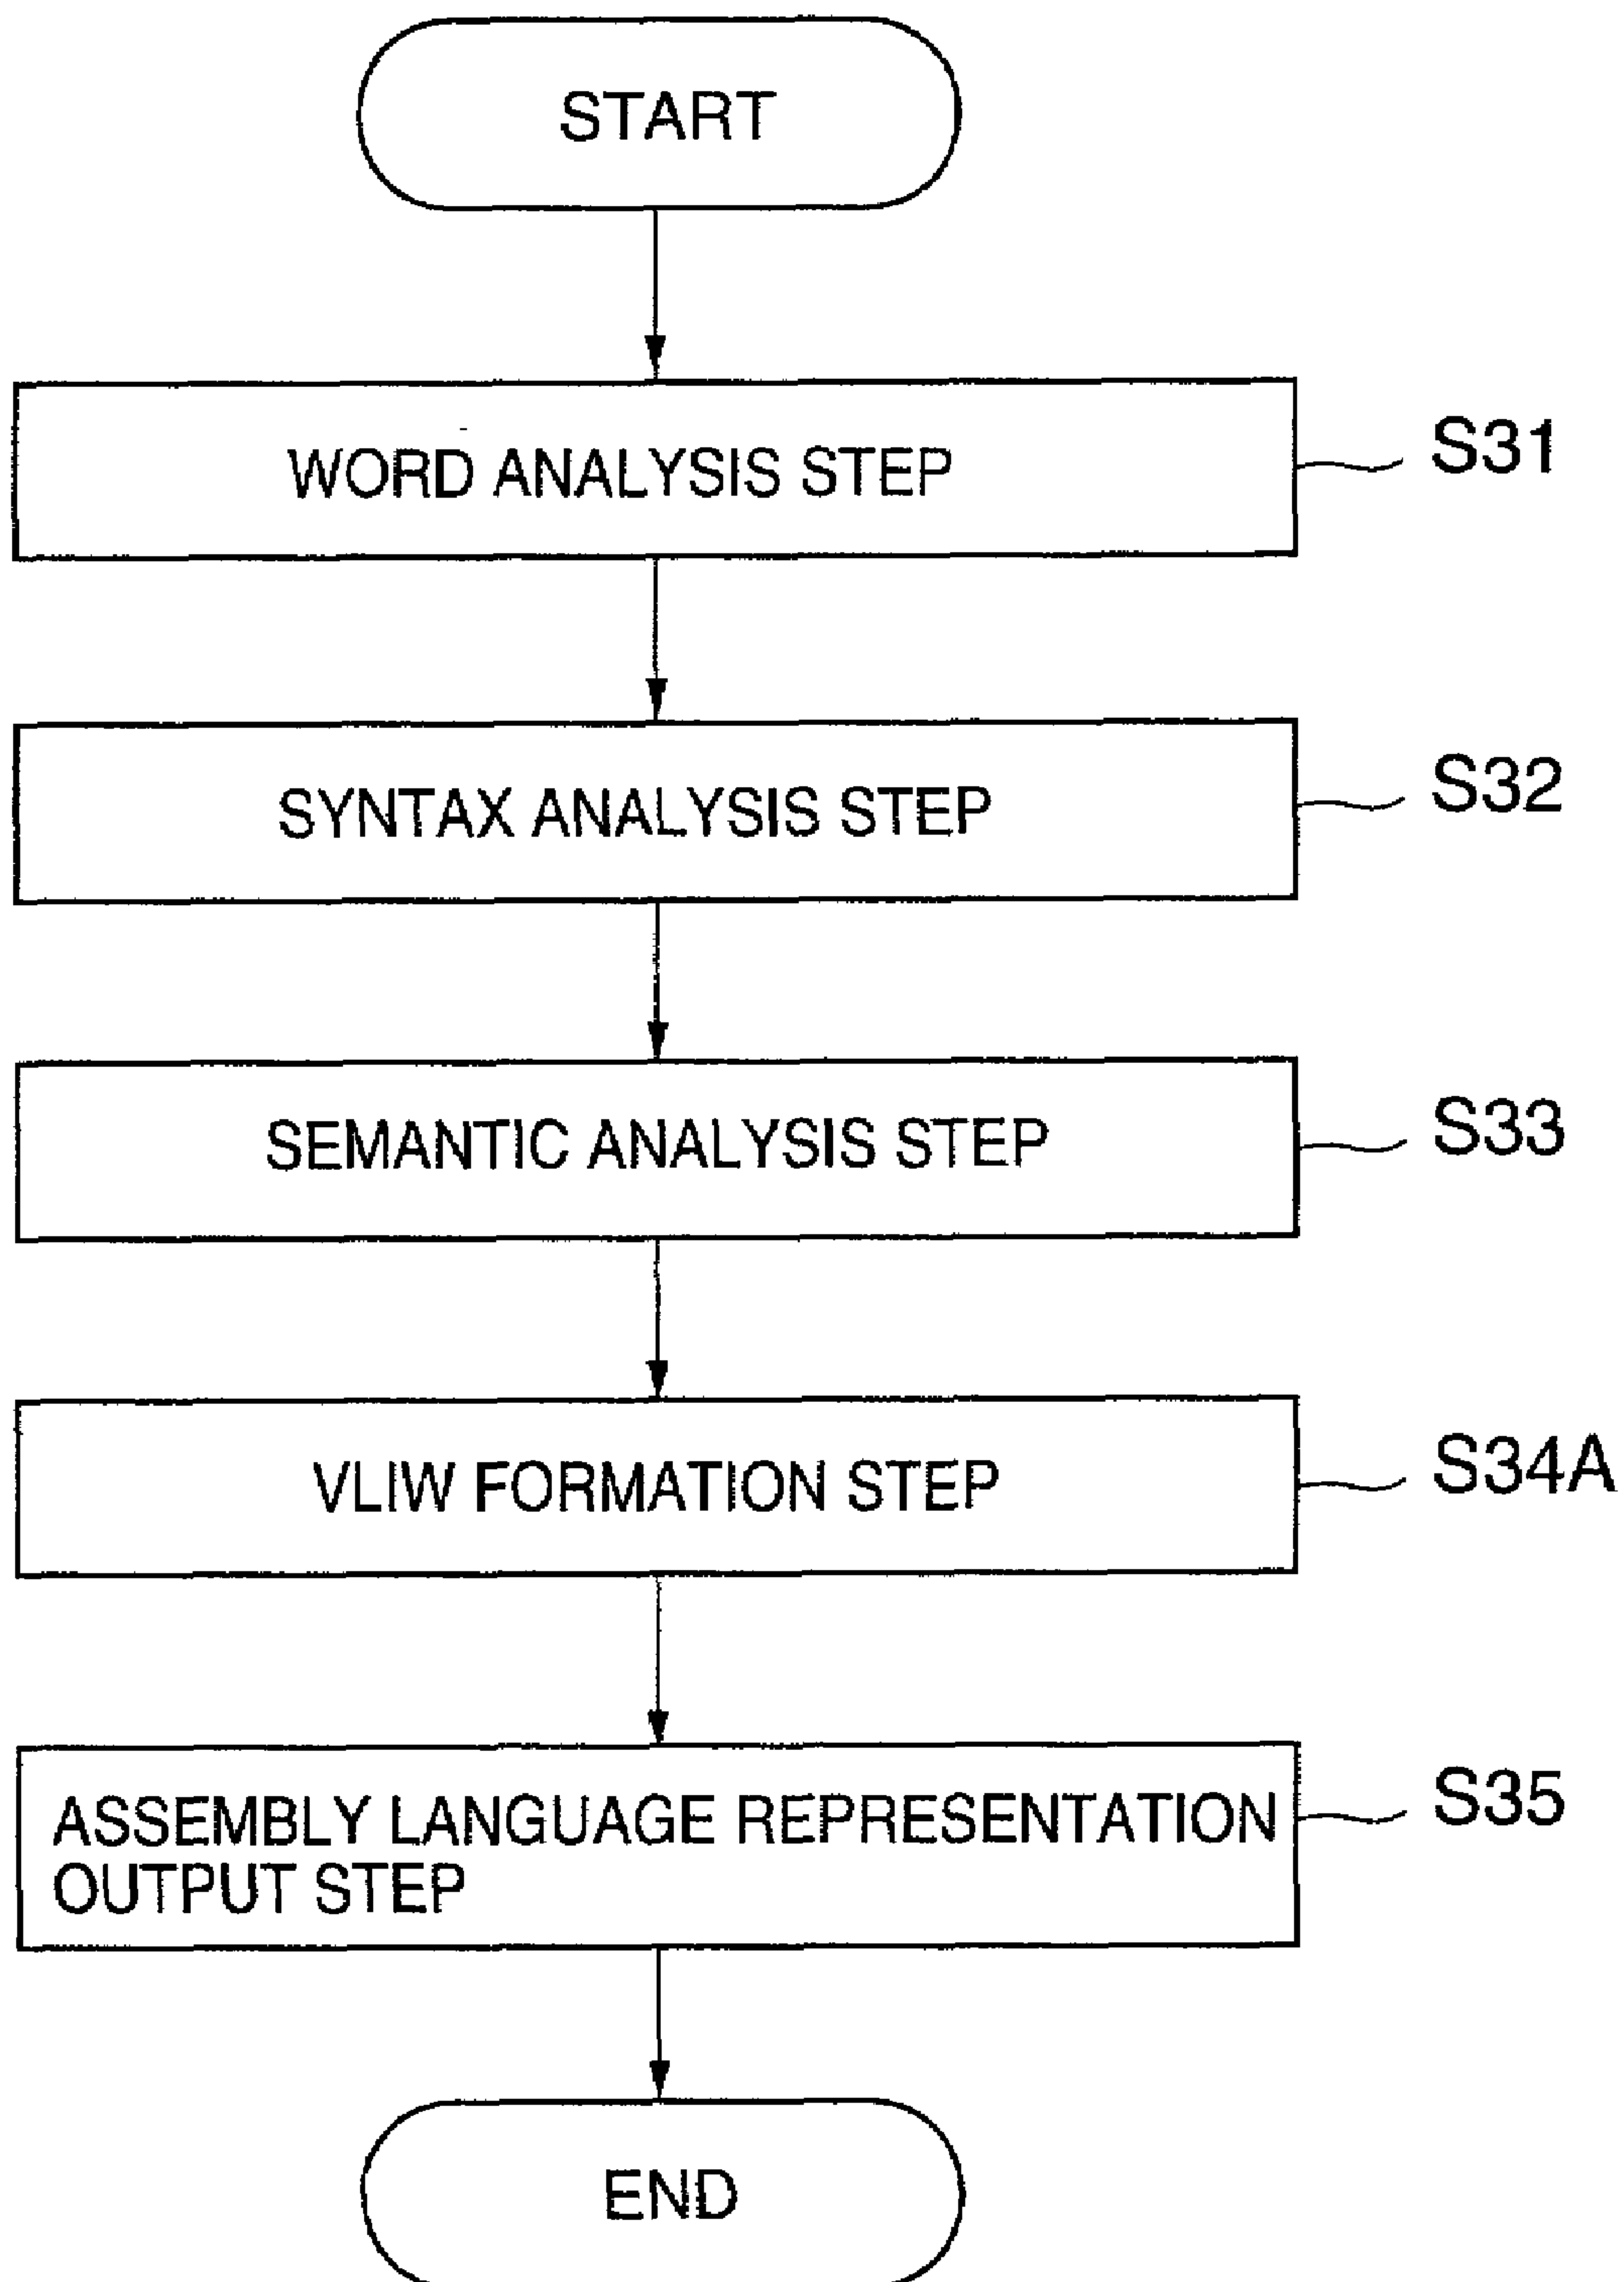 START
WORD ANALYSIS STEP
S31
SYNTAX ANALYSIS STEP
S32
SEMANTIC ANALYSIS STEP
S33
VLIW FORMATION STEP
S34A
ASSEMBLY LANGUAGE REPRESENTATION
OUTPUT STEP
S35
END